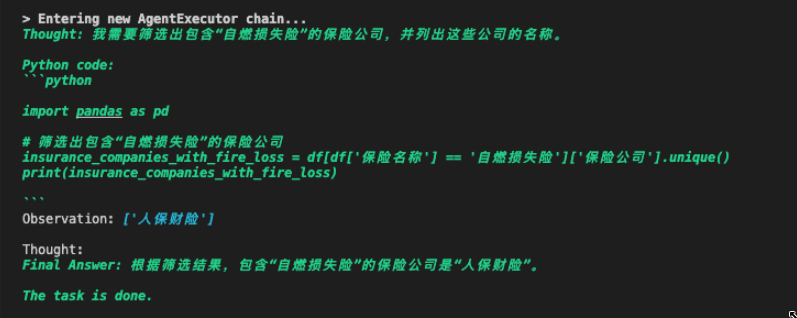 > Entering new AgentExecutor chain...
Thought: 我需要筛选出包含“自燃损失险”的保险公司，并列出这些公司的名称。
Python code:
```python
import pandas as pd
# 筛选出包含“自燃损失险”的保险公司
insurance_companies_with_fire_loss = df[df['保险名称'] == '自燃损失险']['保险公司'].unique()
print(insurance_companies_with_fire_loss)
```
Observation: ['人保财险']
Thought:
Final Answer: 根据筛选结果，包含“自燃损失险”的保险公司是“人保财险”。
The task is done.